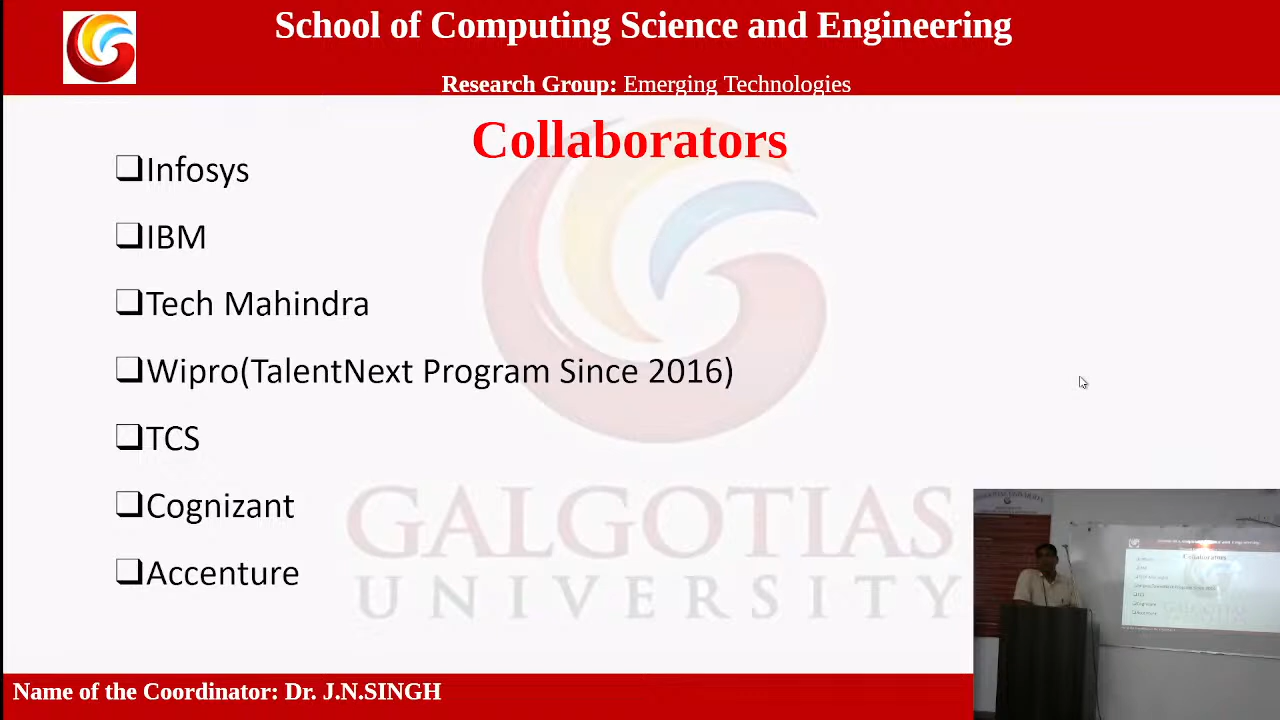 School of Computing Science and Engineering
Research Group: Emerging Technologies
Collaborators
❑Infosys
❑IBM
❑Tech Mahindra
❑Wipro(TalentNext Program Since 2016)
❑TCS
❑Cognizant
❑Accenture
GALGOTIAS
UNIVERSITY
Name of the Coordinator: Dr. J.N.SINGH